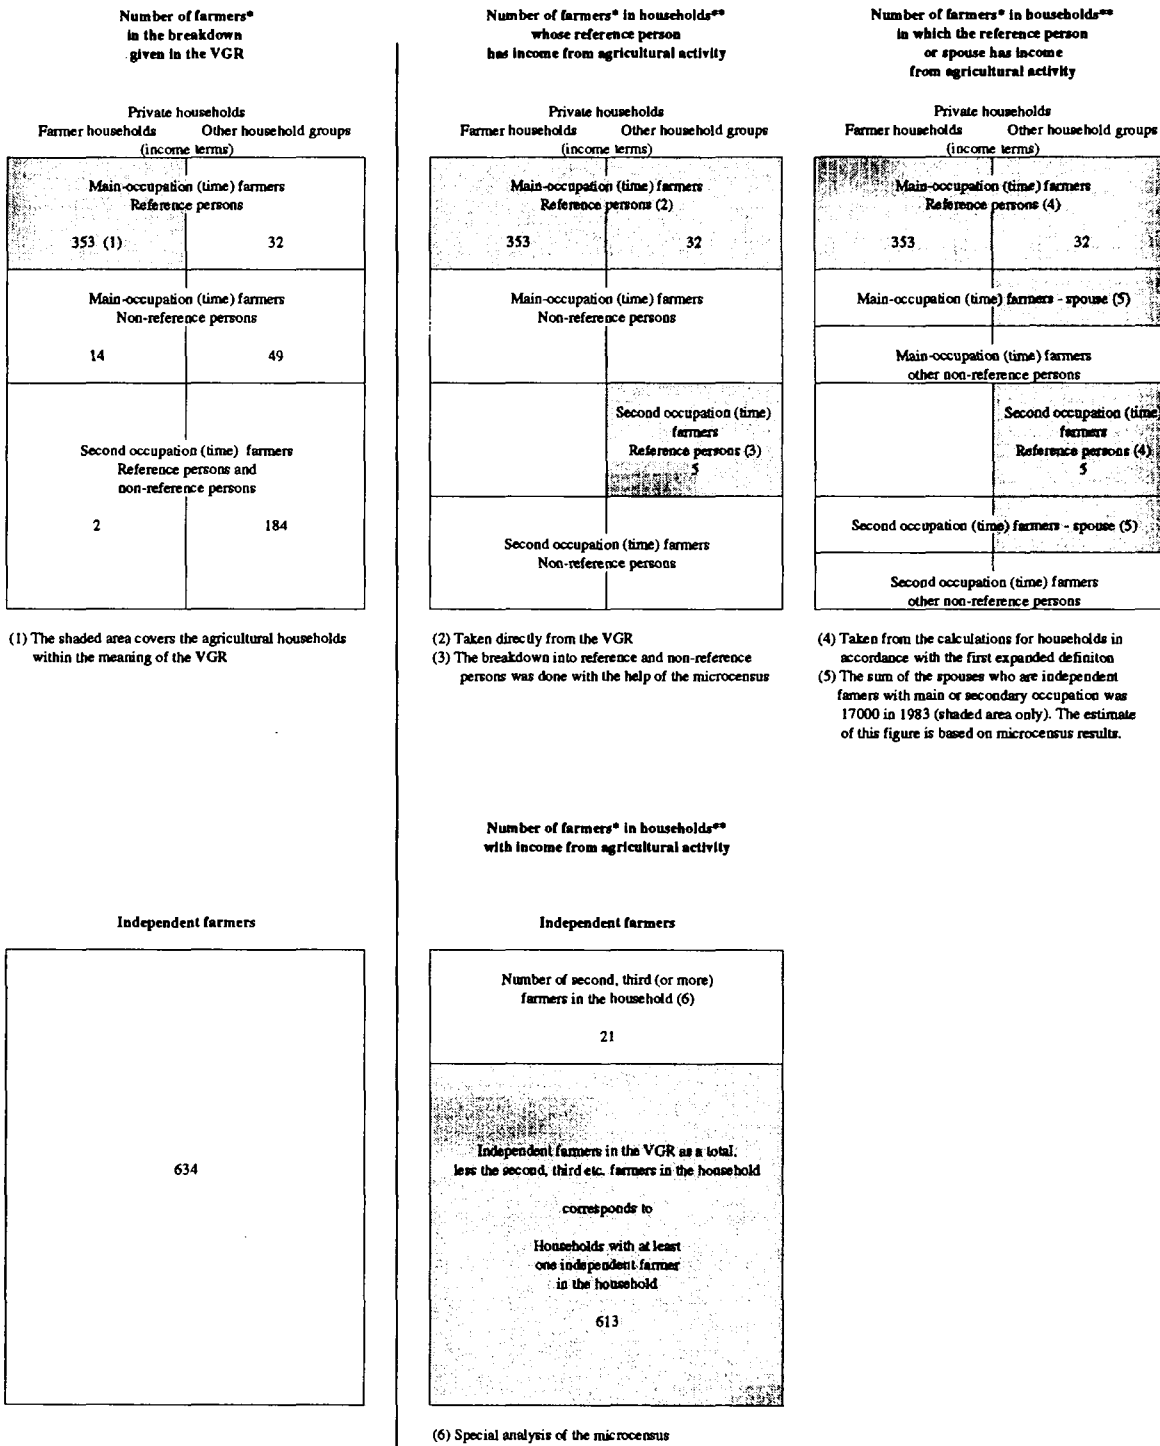 Number of farmers*
in the breakdown
given in the VGR
Private households
Farmer households Other household groups
(income terms)
Main-occupation (time) farmers
Reference persons
353 (1) 32
Main-occupation (time) farmers
Non-reference persons
14 49
Second occupation (time) farmers
Reference persons and
non-reference persons
2 184
(1) The shaded area covers the agricultural households
within the meaning of the VGR
Number of farmers* in households**
whose reference person
has income from agricultural activity
Private households
Farmer households Other household groups
(income terms)
Main-occupation (time) farmers
Reference persons (2)
353 32
Main-occupation (time) farmers
Non-reference persons
Second occupation (time)
farmers
Reference persons (3)
5
Second occupation (time) farmers
Non-reference persons
(2) Taken directly from the VGR
(3) The breakdown into reference and non-reference
persons was done with the help of the microcensus
Number of farmers* in households**
in which the reference person
or spouse has income
from agricultural activity
Private households
Farmer households Other household groups
(income terms)
Main-occupation (time) farmers
Reference persons (4)
353 32
Main-occupation (time) farmers - spouse (5)
Main-occupation (time) farmers
other non-reference persons
Second occupation (time)
farmers
Reference persons (4)
5
Second occupation (time) farmers - spouse (5)
Second occupation (time) farmers
other non-reference persons
(4) Taken from the calculations for households in
accordance with the first expanded definiton
(5) The sum of the spouses who are independent
famers with main or secondary occupation was
17000 in 1983 (shaded area only). The estimate
of this figure is based on microcensus results.
Independent farmers
634
Number of farmers* in households**
with income from agricultural activity
Independent farmers
Number of second, third (or more)
farmers in the household (6)
21
Independent farmers in the VGR as a total,
less the second, third etc. farmers in the household
corresponds to
Households with at least
one independent farmer
in the household
613
(6) Special analysis of the microcensus